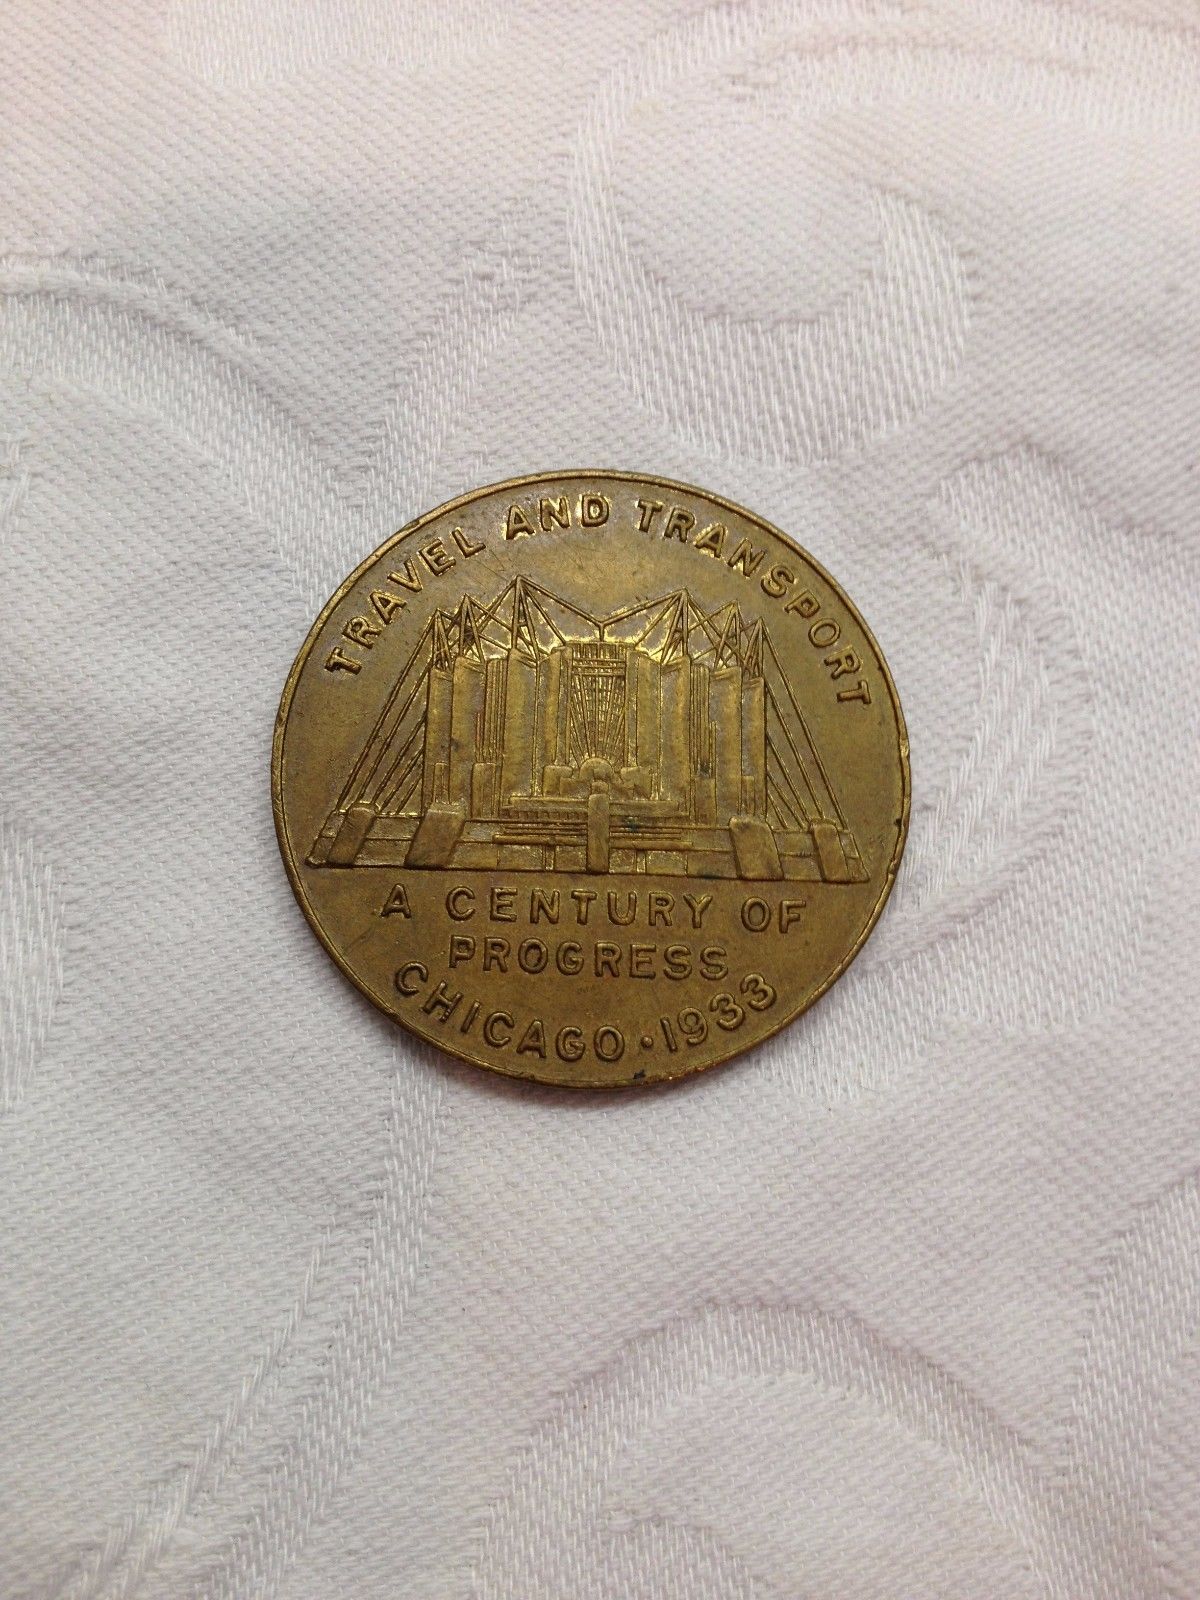 TRAVEL AND TRANSPORT
A CENTURY OF
PROGRESS
CHICAGO · 1933